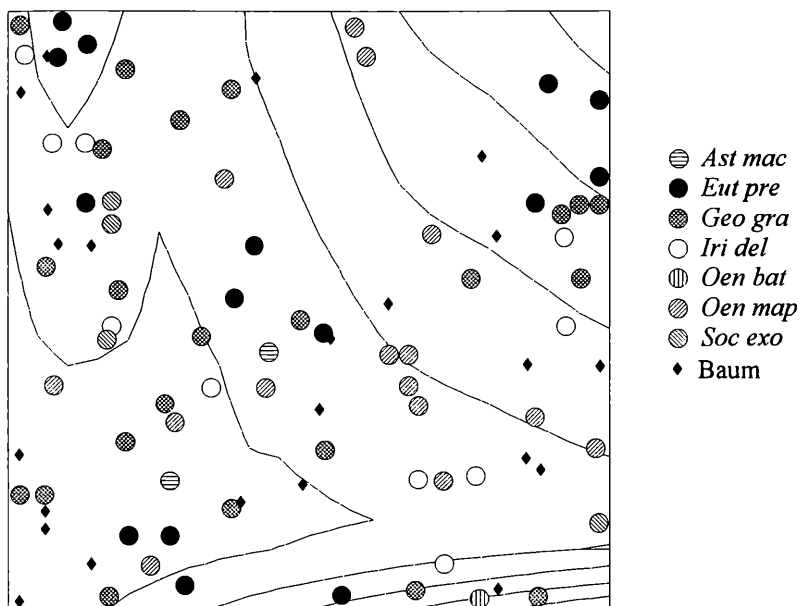 Ast mac
Eut pre
Geo gra
Iri del
Oen bat
Oen map
Soc exo
Baum